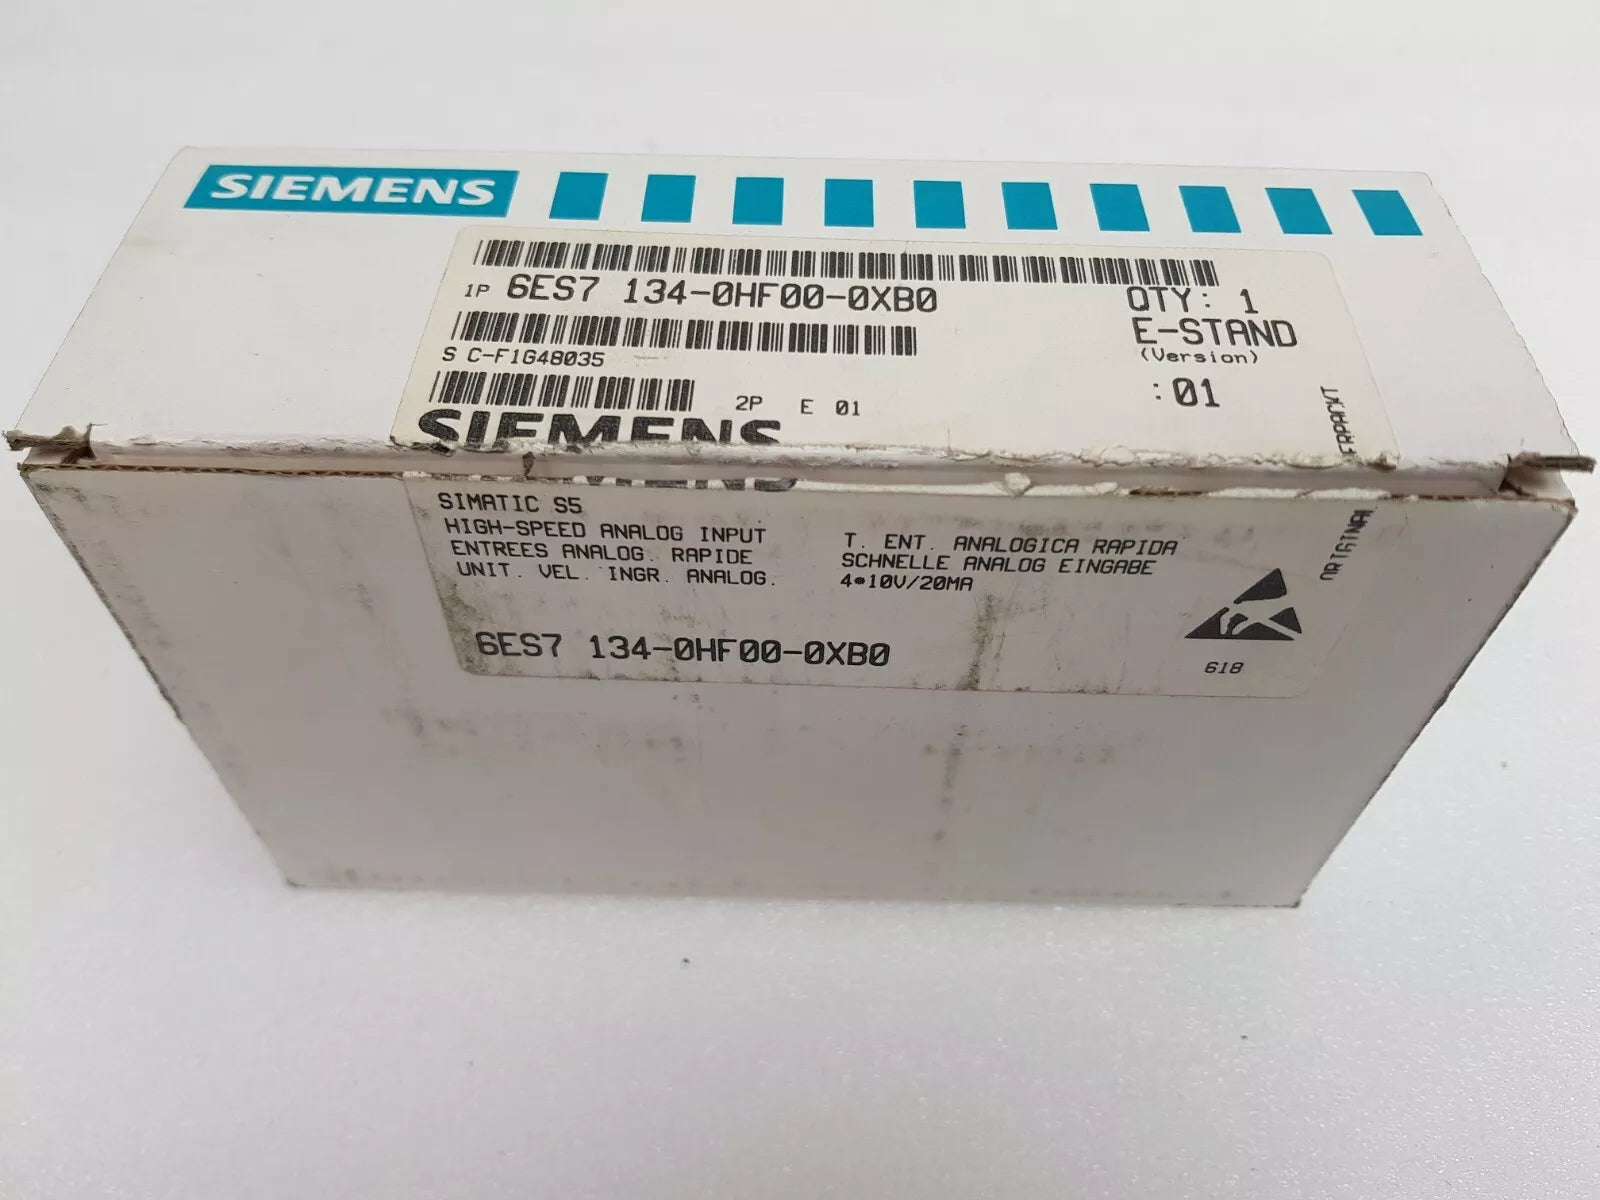 SIEMENS
1P 6ES7 134-0HF00-0XB0
QTY: 1
S C-F1G48035
E-STAND
(Version)
2P E 01
:01
SIEMENS
SIMATIC S5
HIGH-SPEED ANALOG INPUT
ENTREES ANALOG. RAPIDE
UNIT. VEL. INGR. ANALOG.
T. ENT. ANALOGICA RAPIDA
SCHNELLE ANALOG EINGABE
4*10V/20MA
6ES7 134-0HF00-0XB0
618